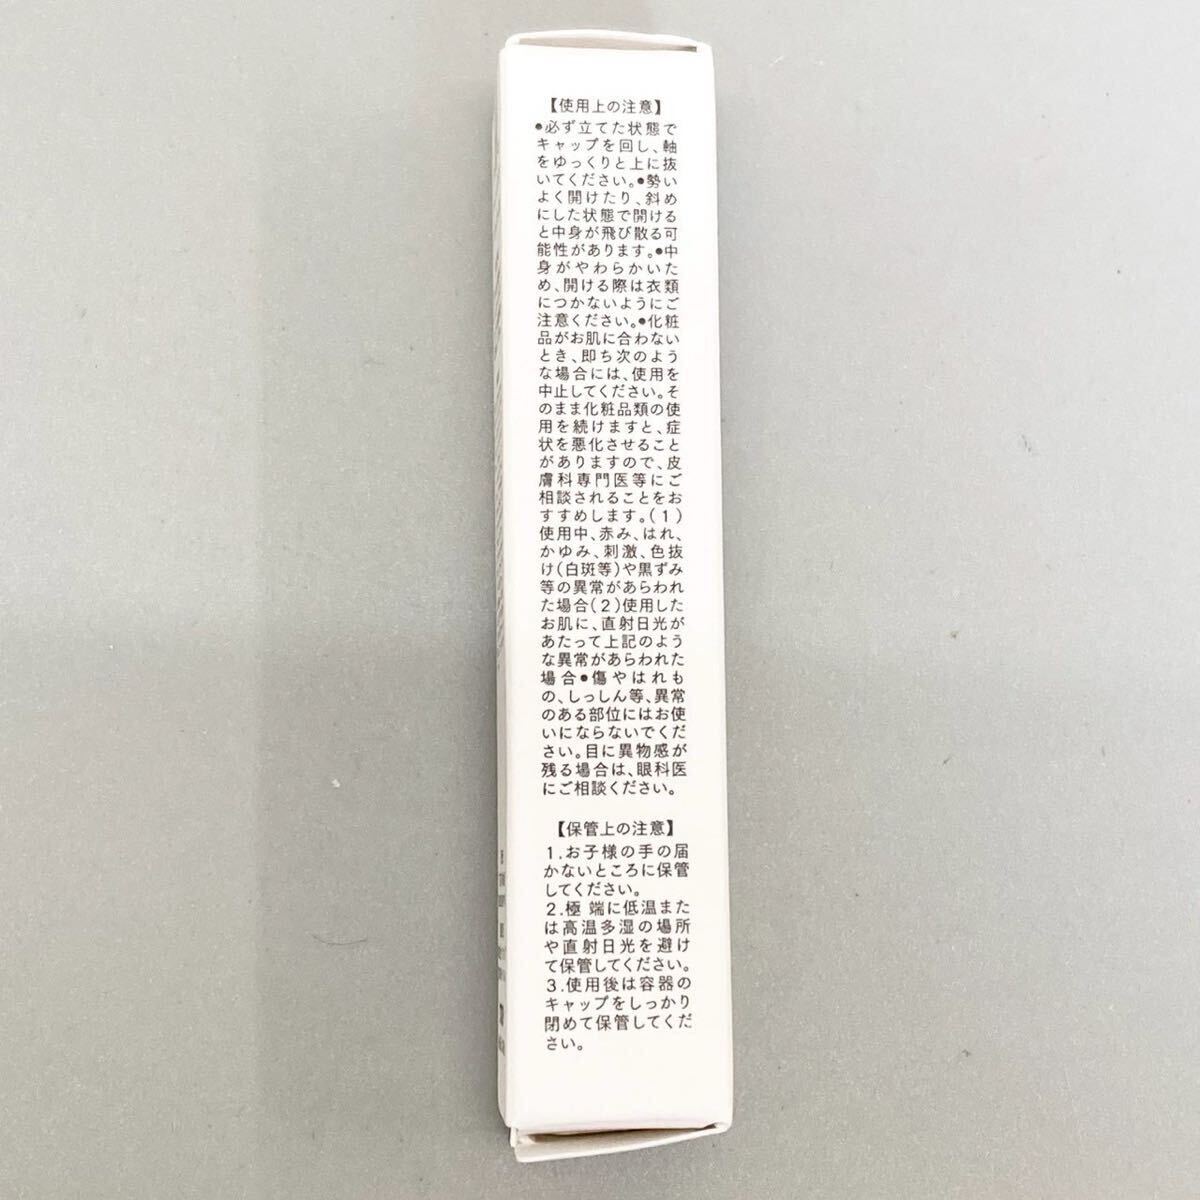 【使用上の注意】
●必ず立てた状態で
キャップを回し、軸
をゆっくりと上に抜
いてください。●勢い
よく開けたり、斜め
にした状態で開ける
と中身が飛び散る可
能性があります。●中
身がやわらかいた
め、開ける際は衣類
につかないようにご
注意ください。●化粧
品がお肌に合わない
とき、即ち次のよう
な場合には、使用を
中止してください。そ
のまま化粧品類の使
用を続けますと、症
状を悪化させること
がありますので、皮
膚科専門医等にご
相談されることをお
すすめします。(1)
使用中、赤み、はれ、
かゆみ、刺激、色抜
け(白斑等)や黒ずみ
等の異常があらわれ
た場合(2)使用した
お肌に、直射日光が
あたって上記のよう
な異常があらわれた
場合●傷やはれも
の、しっしん等、異常
のある部位にはお使
いにならないでくだ
さい。目に異物感が
残る場合は、眼科医
にご相談ください。
【保管上の注意】
1.お子様の手の届
かないところに保管
してください。
2.極 端に低温また
は高温多湿の場所
や直射日光を避け
て保管してください。
3.使用後は容器の
キャップをしっかり
閉めて保管してくだ
さい。